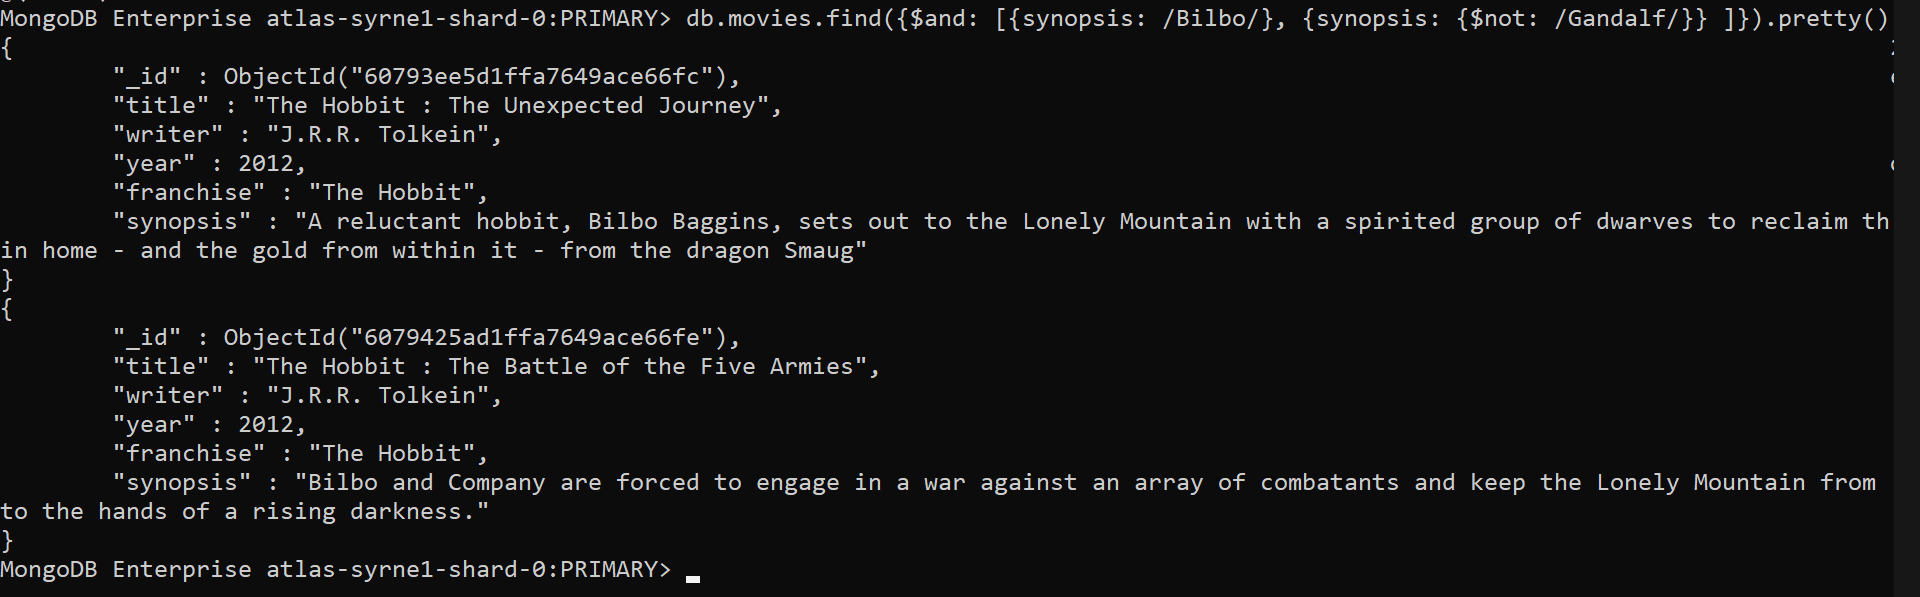 MongoDB Enterprise atlas-syrne1-shard-0:PRIMARY> db.movies.find({$and: [{synopsis: /Bilbo/}, {synopsis: {$not: /Gandalf/}} ]}).pretty()
{
"_id" : ObjectId("60793ee5d1ffa7649ace66fc"),
"title" : "The Hobbit : The Unexpected Journey",
"writer" : "J.R.R. Tolkein",
"year" : 2012,
"franchise" : "The Hobbit",
"synopsis" : "A reluctant hobbit, Bilbo Baggins, sets out to the Lonely Mountain with a spirited group of dwarves to reclaim th
in home - and the gold from within it - from the dragon Smaug"
}
{
"_id" : ObjectId("6079425ad1ffa7649ace66fe"),
"title" : "The Hobbit : The Battle of the Five Armies",
"writer" : "J.R.R. Tolkein",
"year" : 2012,
"franchise" : "The Hobbit",
"synopsis" : "Bilbo and Company are forced to engage in a war against an array of combatants and keep the Lonely Mountain from
to the hands of a rising darkness."
}
MongoDB Enterprise atlas-syrne1-shard-0:PRIMARY>